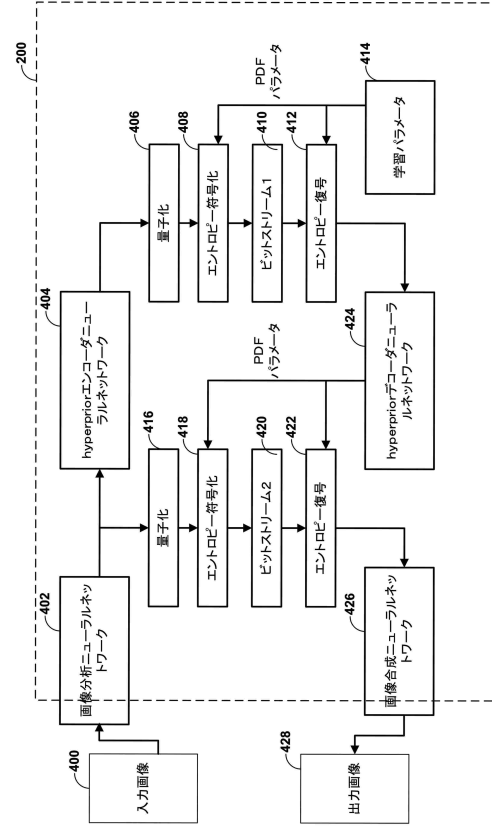 200
400
入力画像
402
画像分析ニューラルネッ
トワーク
404
hyperpriorエンコーダニュー
ラルネットワーク
406
量子化
408
エントロピー符号化
410
ビットストリーム1
412
エントロピー復号
PDF
パラメータ
414
学習パラメータ
416
量子化
418
エントロピー符号化
420
ビットストリーム2
422
エントロピー復号
PDF
パラメータ
424
hyperpriorデコーダニューラ
ルネットワーク
426
画像合成ニューラルネッ
トワーク
428
出力画像